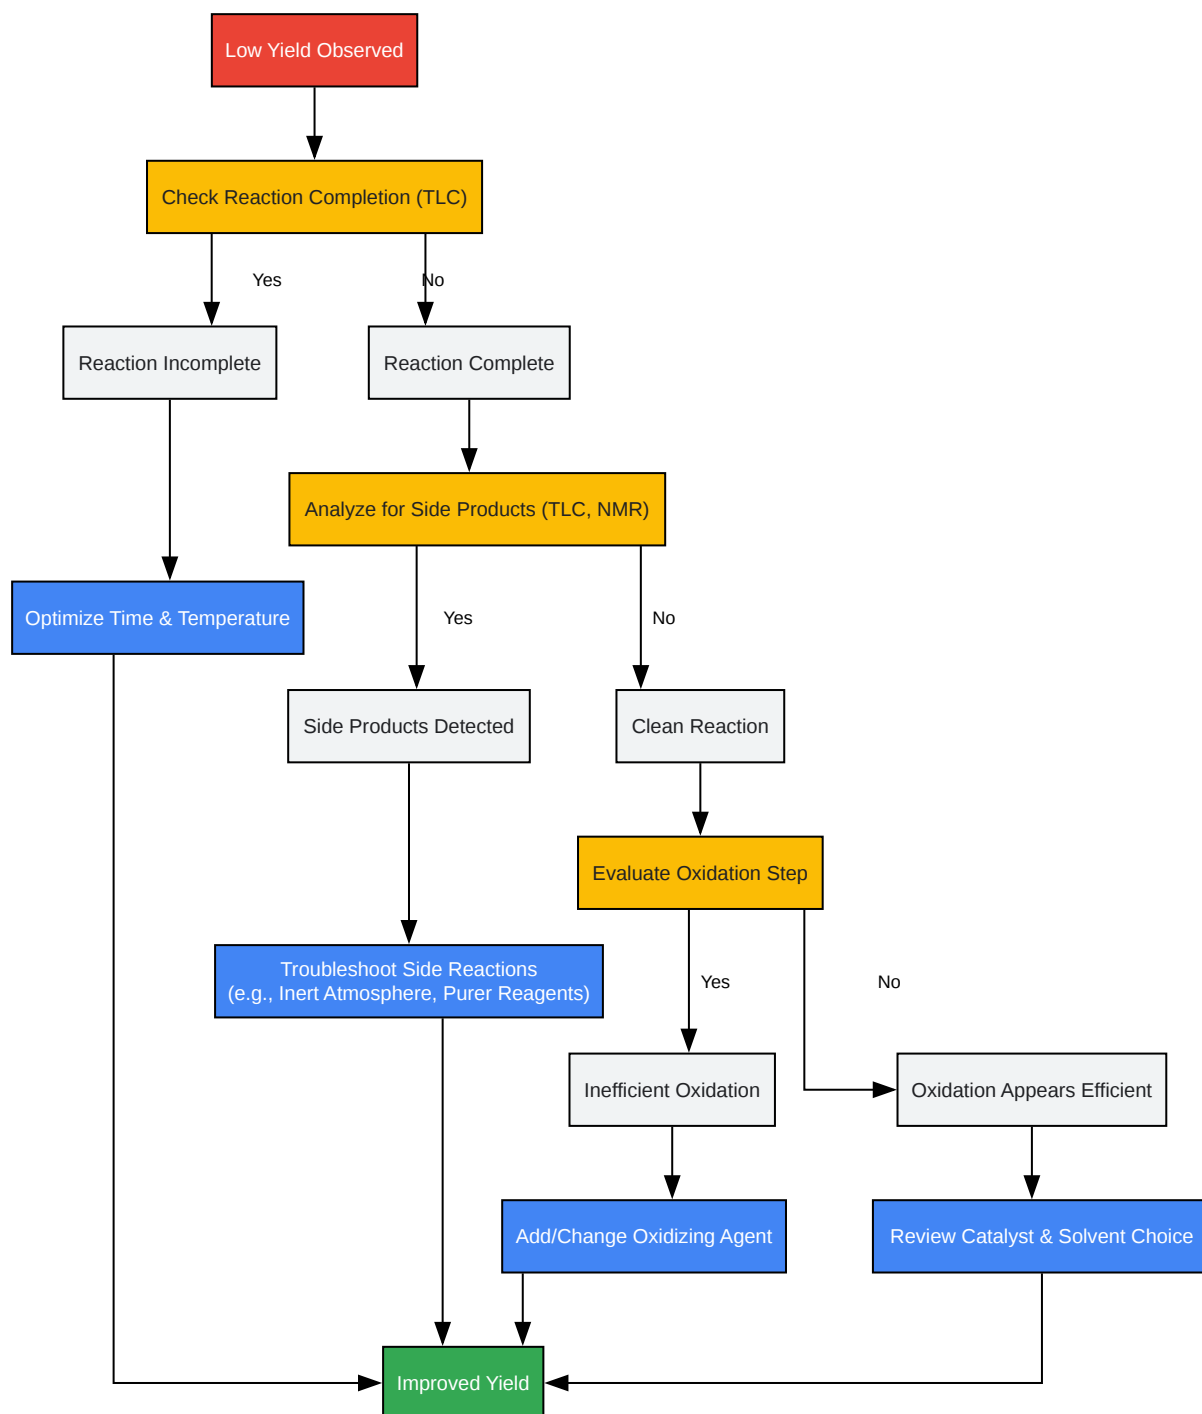 Low Yield Observed
Check Reaction Completion (TLC)
Yes
No
Reaction Incomplete
Reaction Complete
Analyze for Side Products (TLC, NMR)
Optimize Time & Temperature
Yes
No
Side Products Detected
Clean Reaction
Evaluate Oxidation Step
Troubleshoot Side Reactions
(e.g., Inert Atmosphere, Purer Reagents)
Yes
No
Inefficient Oxidation
Oxidation Appears Efficient
Add/Change Oxidizing Agent
Review Catalyst & Solvent Choice
Improved Yield